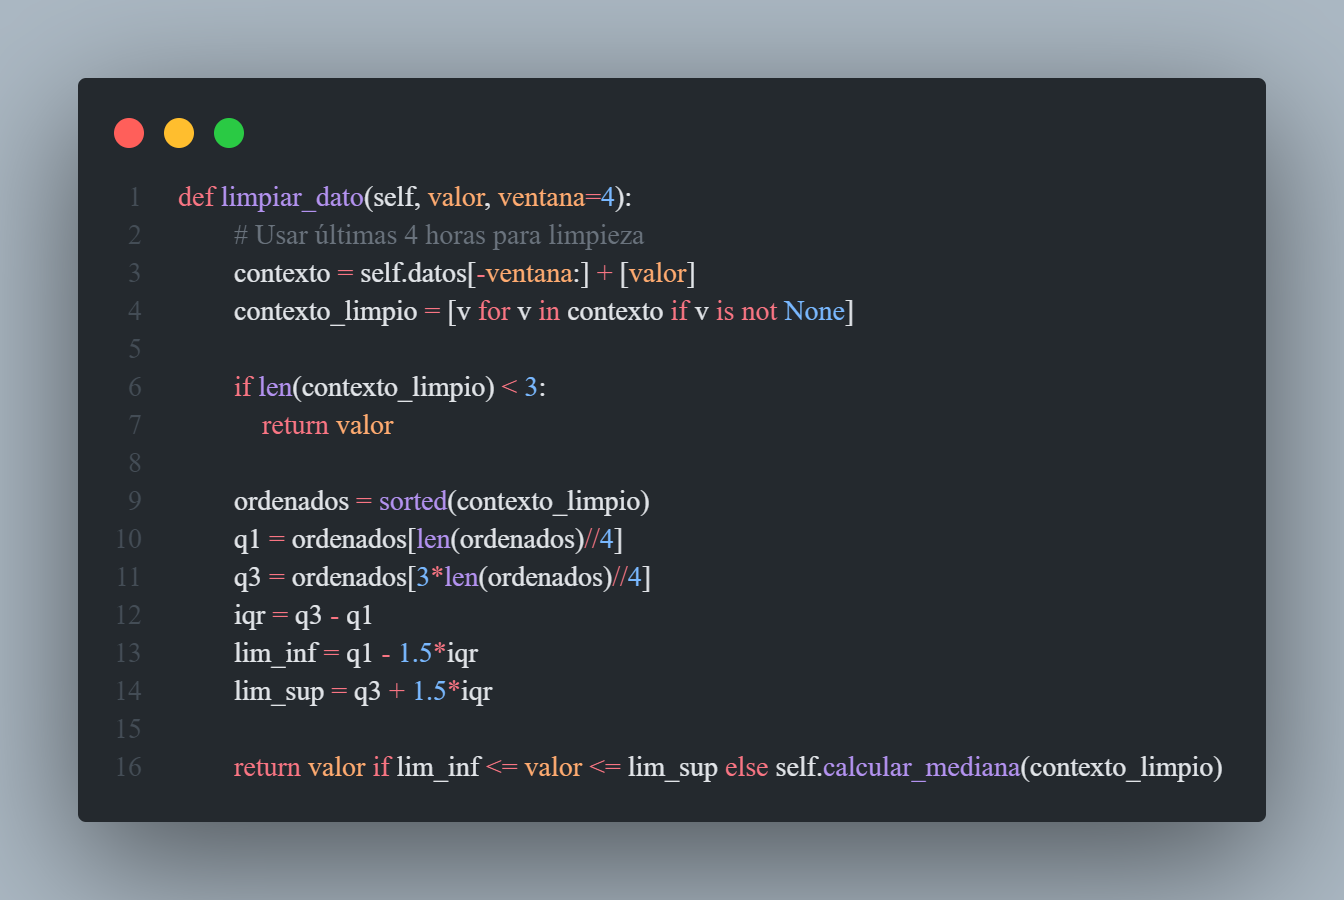 1 def limpiar_dato(self, valor, ventana=4):
2 # Usar últimas 4 horas para limpieza
3 contexto = self.datos[-ventana:] + [valor]
4 contexto_limpio = [v for v in contexto if v is not None]
5
6 if len(contexto_limpio) < 3:
7 return valor
8
9 ordenados = sorted(contexto_limpio)
10 q1 = ordenados[len(ordenados)//4]
11 q3 = ordenados[3*len(ordenados)//4]
12 iqr = q3 - q1
13 lim_inf = q1 - 1.5*iqr
14 lim_sup = q3 + 1.5*iqr
15
16 return valor if lim_inf <= valor <= lim_sup else self.calcular_mediana(contexto_limpio)